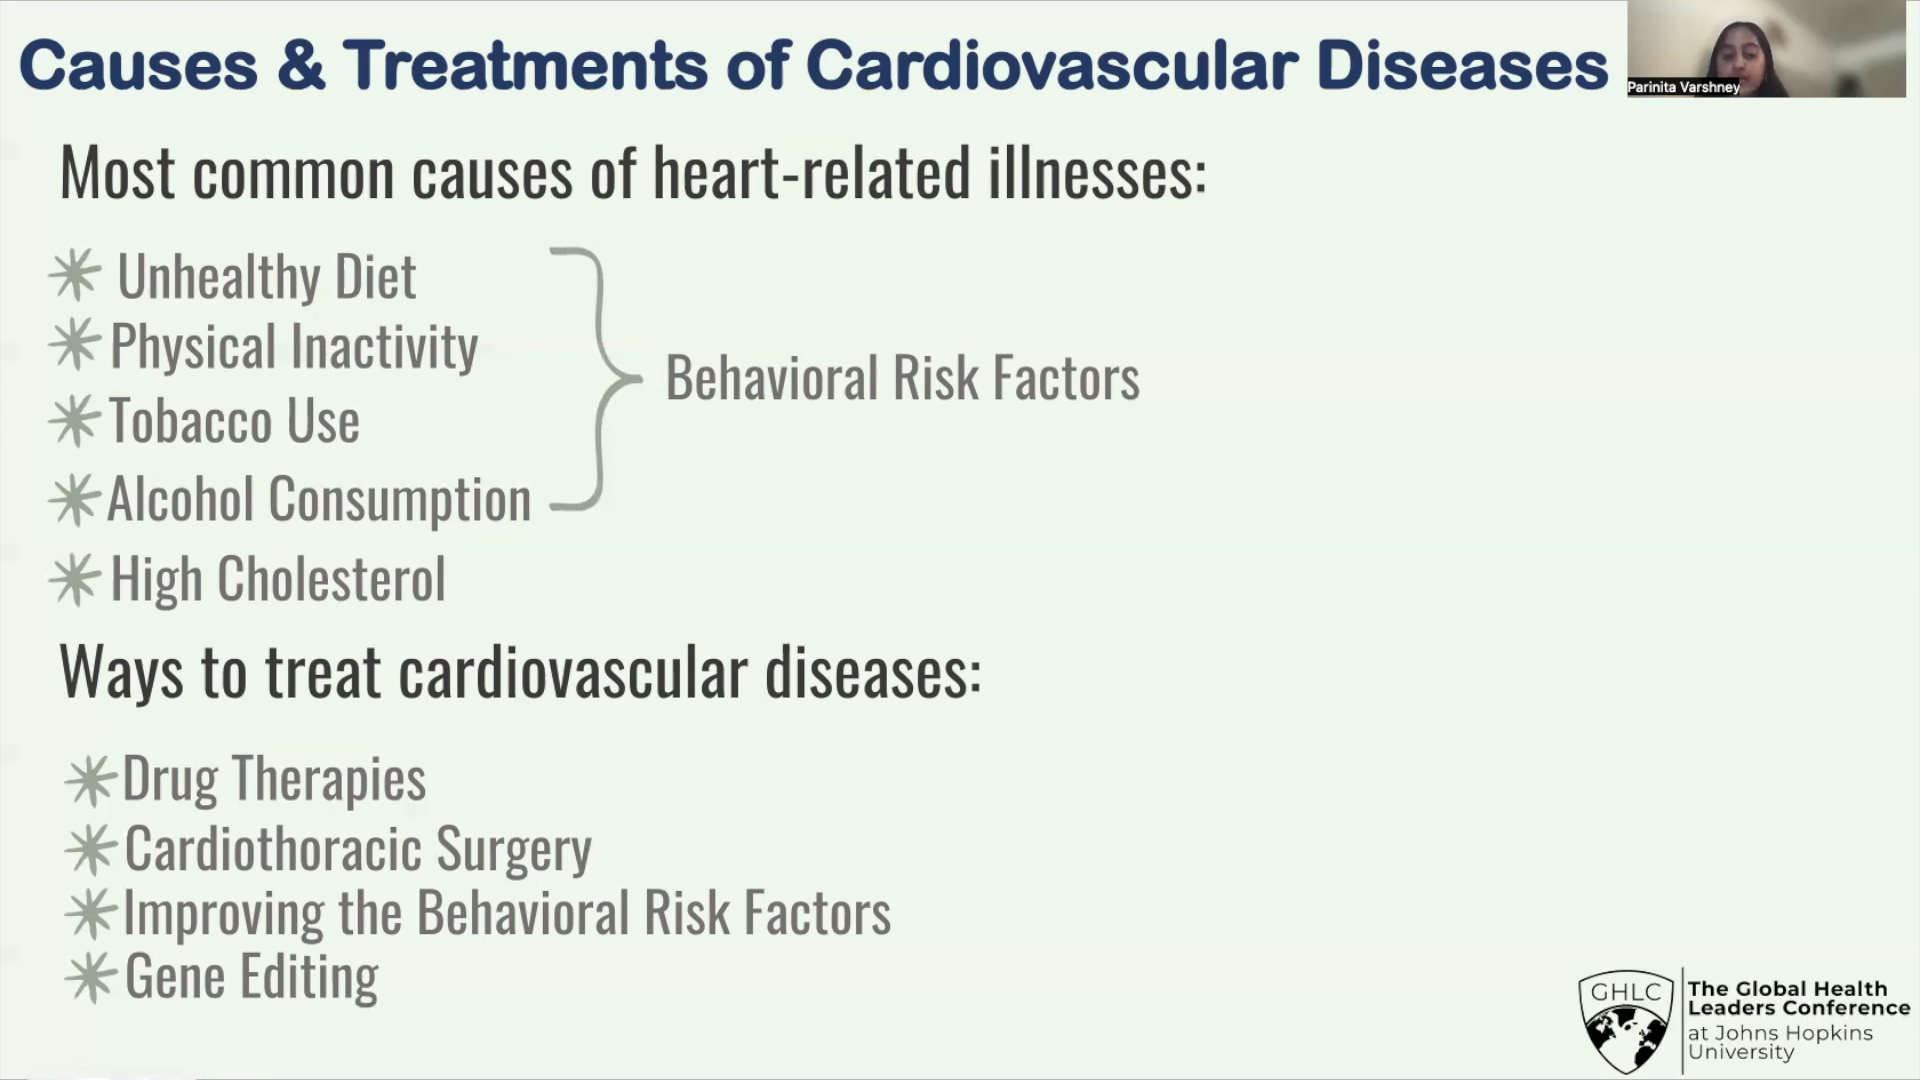 Causes & Treatments of Cardiovascular Diseases
Parinita Varshney
Most common causes of heart-related illnesses:
Unhealthy Diet
Physical Inactivity
Tobacco Use
Alcohol Consumption
Behavioral Risk Factors
High Cholesterol
Ways to treat cardiovascular diseases:
Drug Therapies
Cardiothoracic Surgery
Improving the Behavioral Risk Factors
Gene Editing
GHLC
The Global Health
Leaders Conference
at Johns Hopkins
University